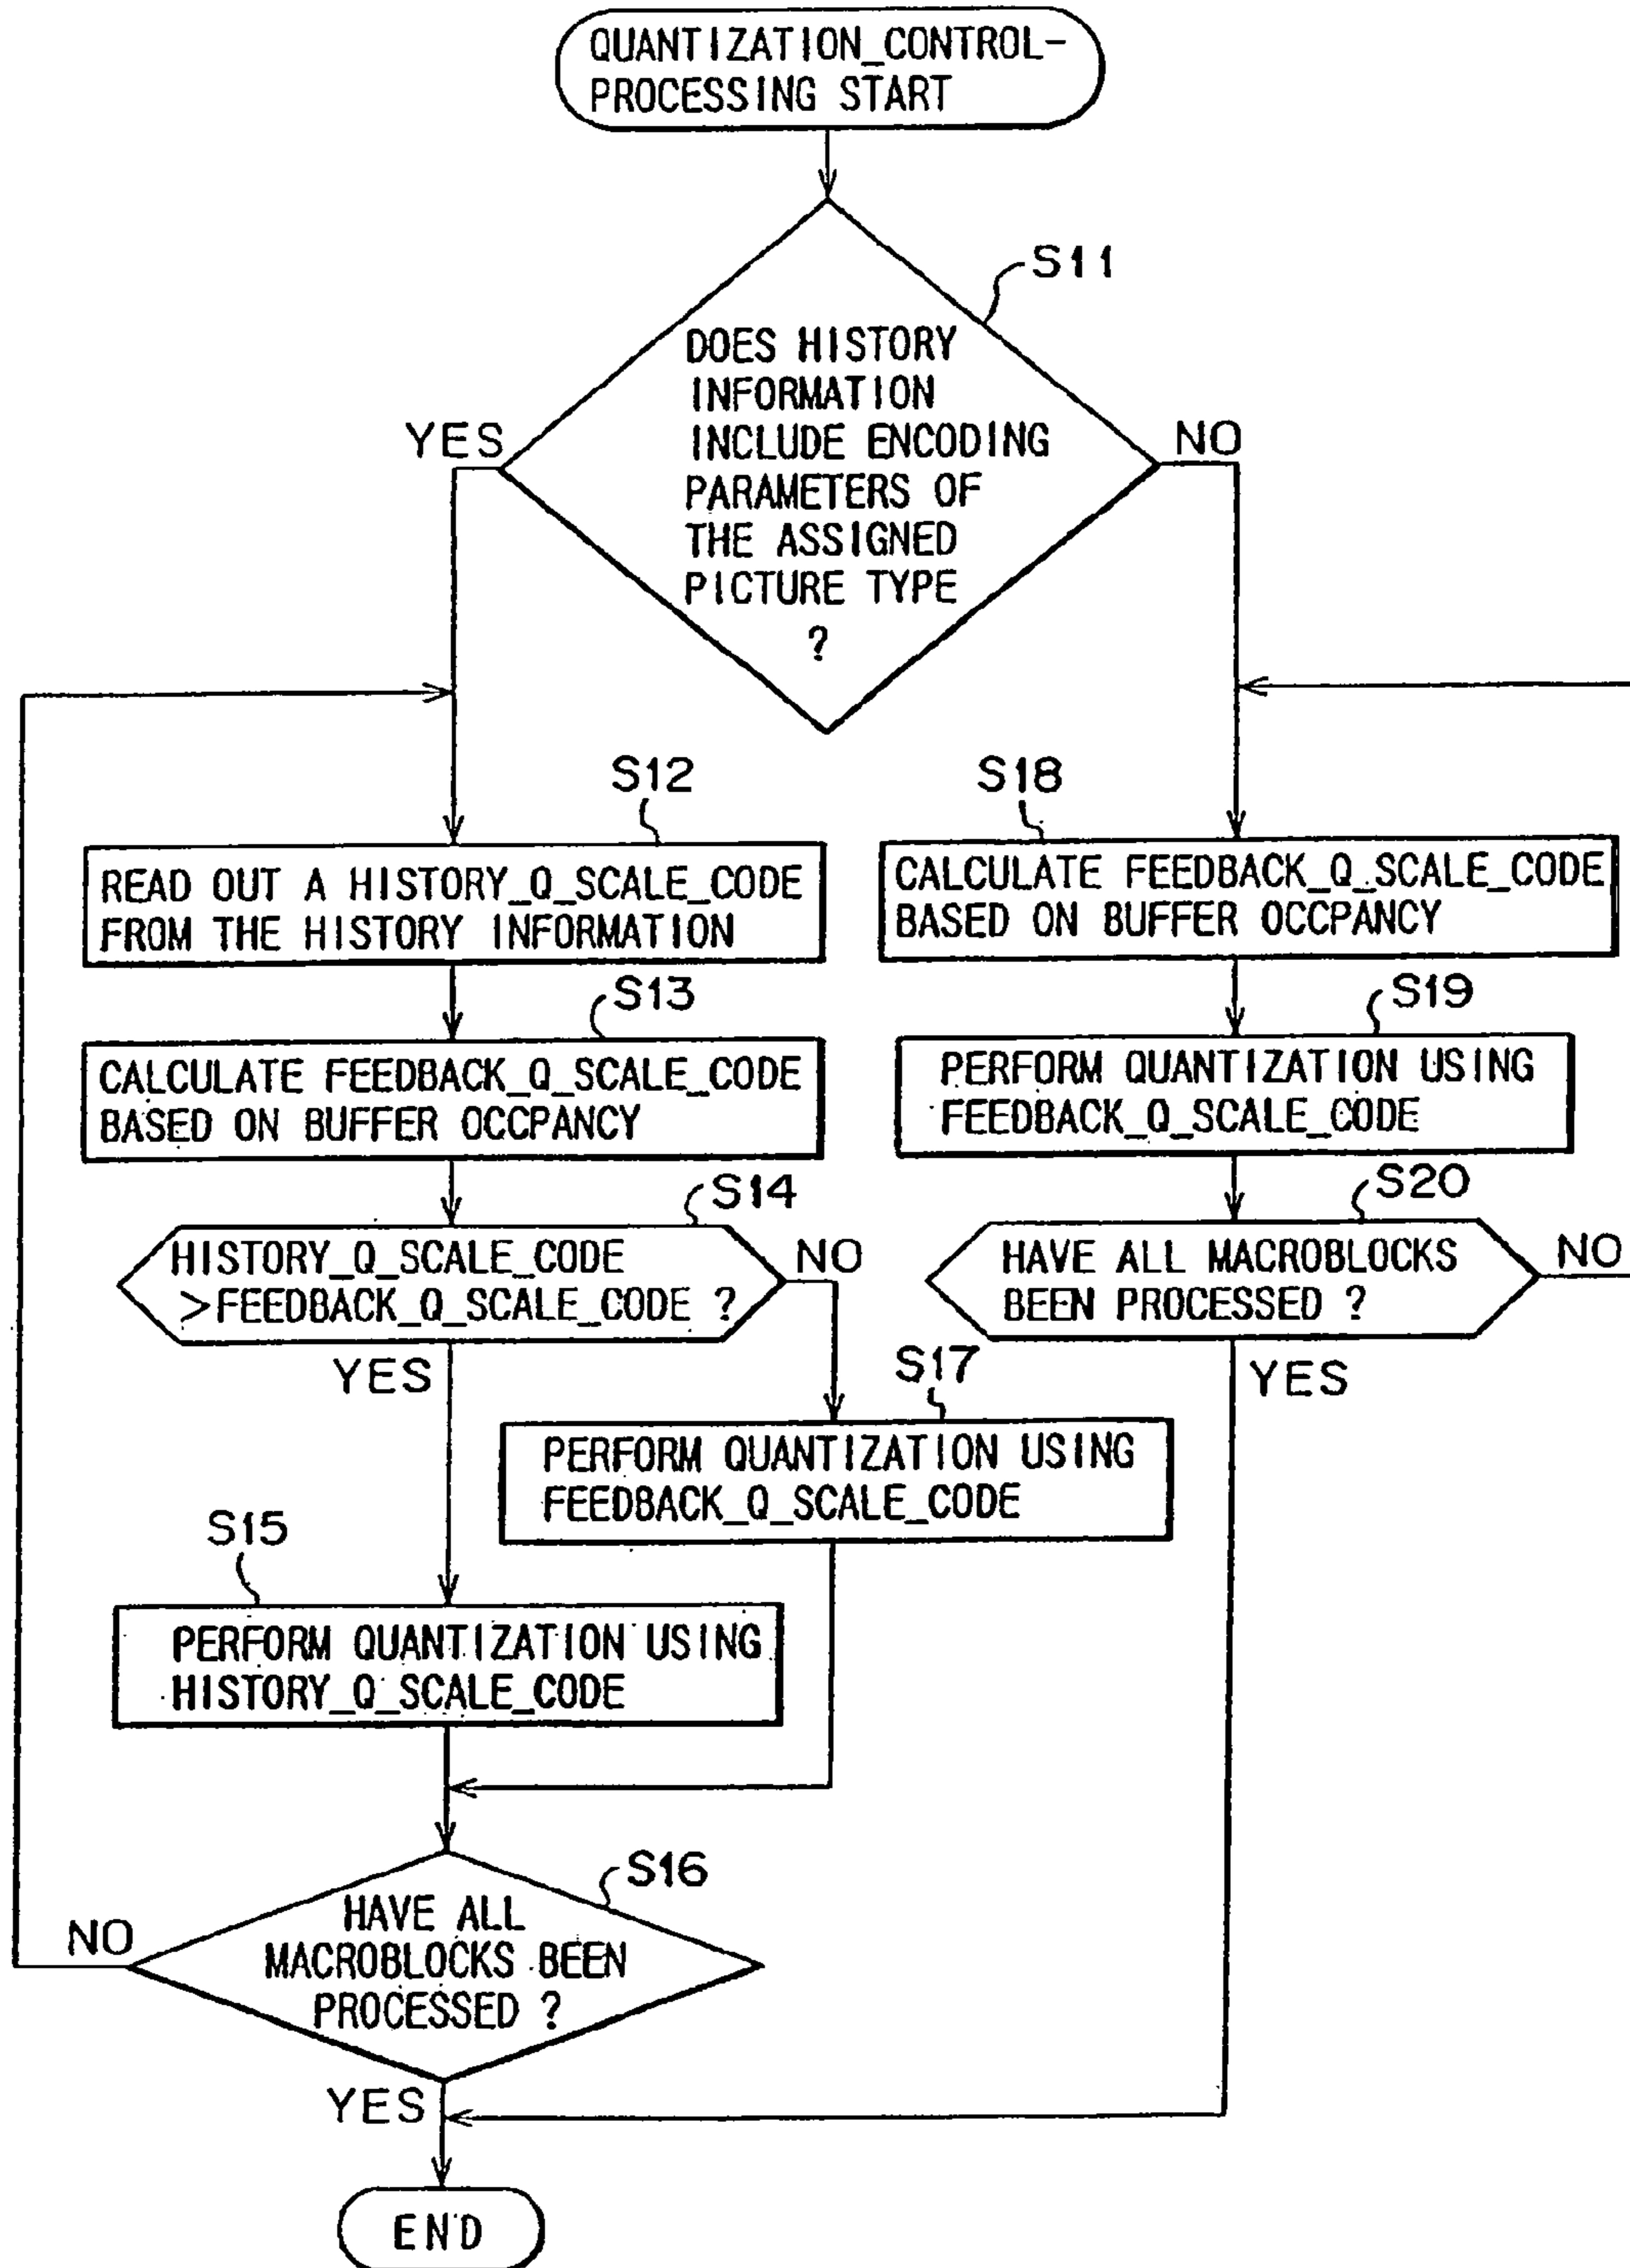 QUANTIZATION_CONTROL-
PROCESSING START
S11
DOES HISTORY
INFORMATION
INCLUDE ENCODING
PARAMETERS OF
THE ASSIGNED
PICTURE TYPE
?
YES
NO
S12
READ OUT A HISTORY_Q_SCALE_CODE
FROM THE HISTORY INFORMATION
S13
CALCULATE FEEDBACK_Q_SCALE_CODE
BASED ON BUFFER OCCPANCY
S14
HISTORY_Q_SCALE_CODE
>FEEDBACK_Q_SCALE_CODE ?
NO
YES
S17
PERFORM QUANTIZATION USING
FEEDBACK_Q_SCALE_CODE
S15
PERFORM QUANTIZATION USING
HISTORY_Q_SCALE_CODE
S16
HAVE ALL
MACROBLOCKS BEEN
PROCESSED ?
NO
YES
S18
CALCULATE FEEDBACK_Q_SCALE_CODE
BASED ON BUFFER OCCPANCY
S19
PERFORM QUANTIZATION USING
FEEDBACK_Q_SCALE_CODE
S20
HAVE ALL MACROBLOCKS
BEEN PROCESSED ?
NO
YES
END